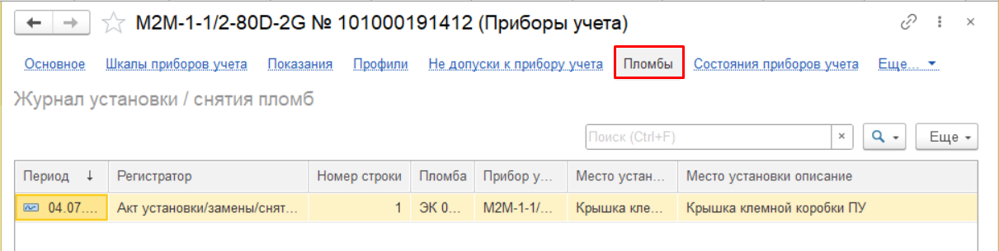 M2M-1-1/2-80D-2G № 101000191412 (Приборы учета)
Основное Шкалы приборов учета Показания Профили Не допуски к прибору учета Пломбы Состояния приборов учета Еще...
Журнал установки / снятия пломб
Поиск (Ctrl+F) × Еще
Период ↓ Регистратор Номер строки Пломба Прибор у... Место устан... Место установки описание
04.07.... Акт установки/замены/снят... 1 ЭК 0... М2М-1-1/... Крышка кле... Крышка клемной коробки ПУ